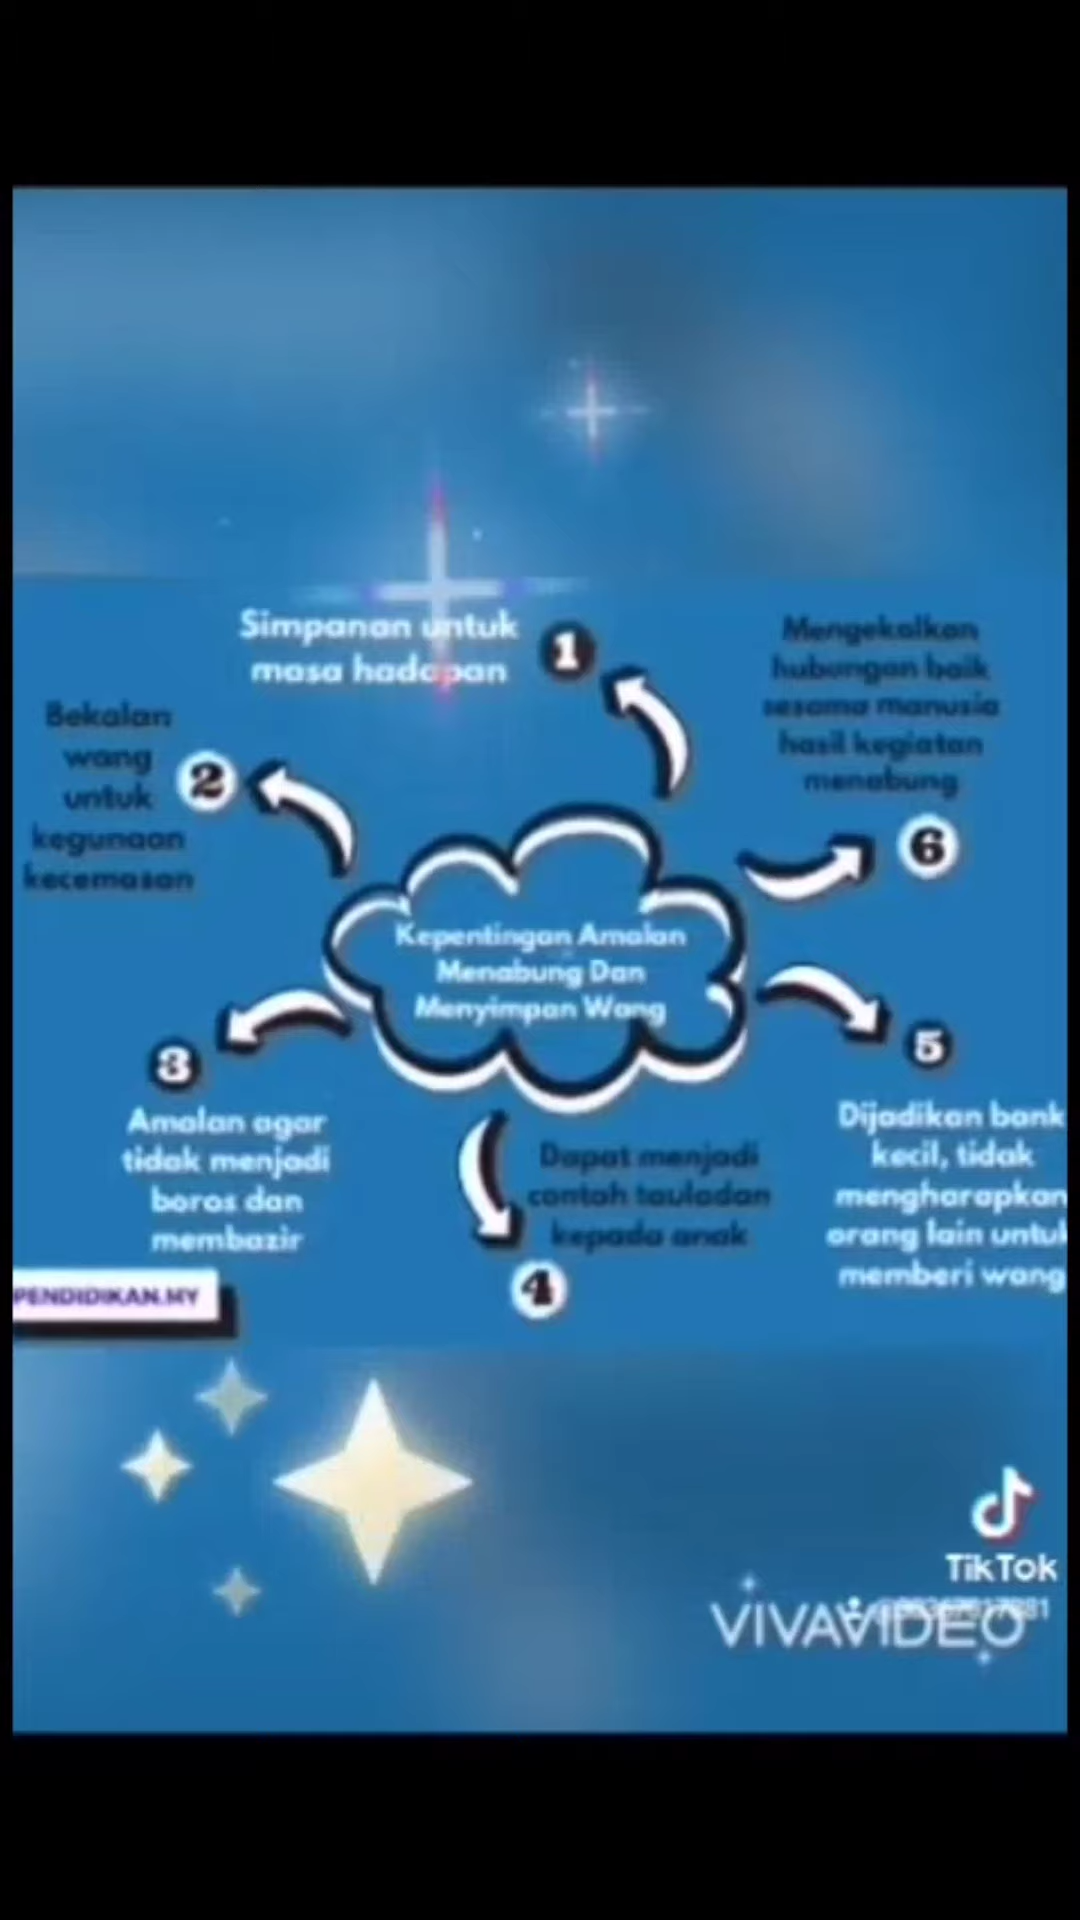 Simpanan untuk
masa hadapan
1
Mengekalkan
hubungan baik
sesama manusia
hasil kegiatan
menabung
6
Bekalan
wang
untuk
kegunaan
kecemasan
2
Kepentingan Amalan
Menabung Dan
Menyimpan Wang
3
Amalan agar
tidak menjadi
boros dan
membazir
Dapat menjadi
contoh tauladan
kepada anak
4
5
Dijadikan bank
kecil, tidak
mengharapkan
orang lain untuk
memberi wang
PENDIDIKAN.MY
TikTok
VIVAVIDEO